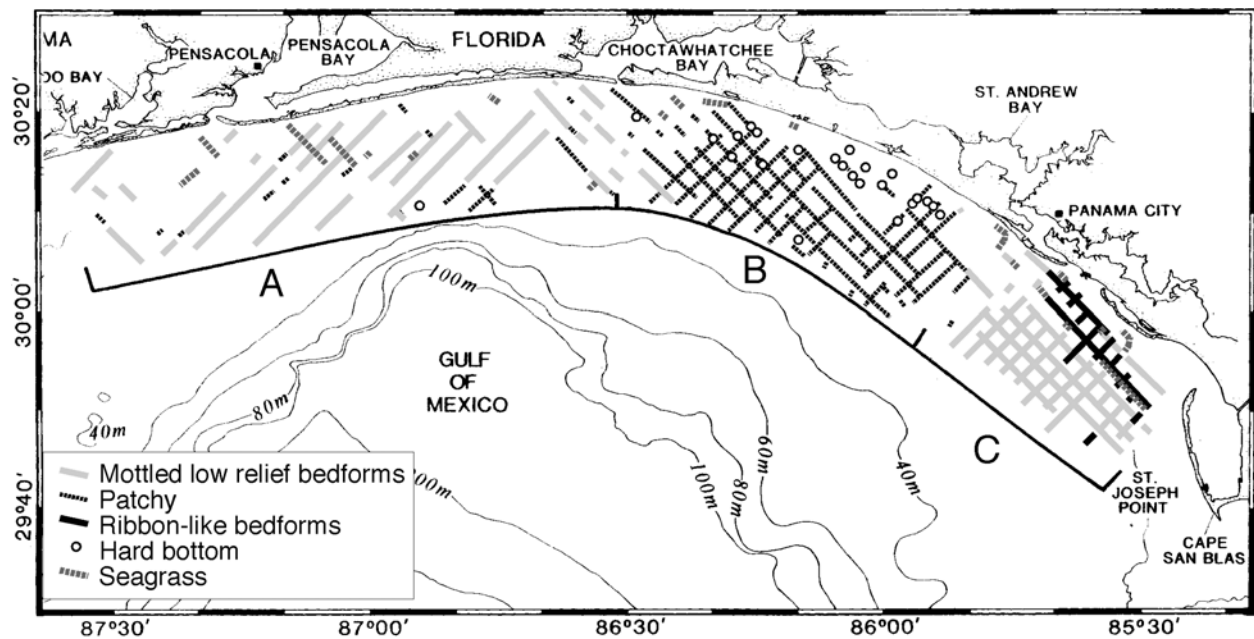 MA
PENSACOLA
PENSACOLA
BAY
FLORIDA
CHOCTAWHATCHEE
BAY
OO BAY
ST. ANDREW
BAY
30°20'
PANAMA CITY
A
B
100m
30°00'
GULF
OF
MEXICO
80m
40m
60m
40m
C
100m
80m
00m
Mottled low relief bedforms
Patchy
Ribbon-like bedforms
Hard bottom
Seagrass
ST.
JOSEPH
POINT
29°40'
CAPE
SAN BLAS
87°30'
87°00'
86°30'
86°00'
85°30'